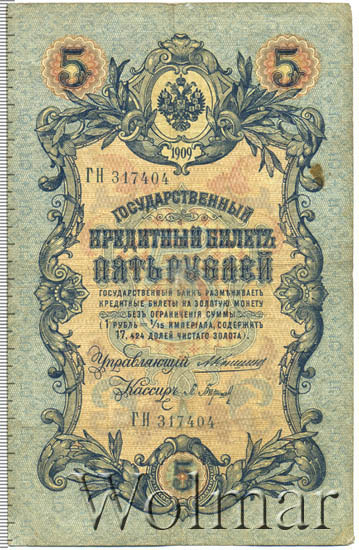 5 5
1909
ГН 317404
ГОСУДАРСТВЕННЫЙ
КРЕДИТНЫЙ БИЛЕТЪ
ПЯТЬ РУБЛЕЙ
ГОСУДАРСТВЕННЫЙ БАНКЪ РАЗМѢНИВАЕТЪ
КРЕДИТНЫЕ БИЛЕТЫ НА ЗОЛОТУЮ МОНЕТУ
БЕЗЪ ОГРАНИЧЕНІЯ СУММЫ
(1 РУБЛЬ = 1/15 ИМПЕРІАЛА, СОДЕРЖИТЪ
17,424 ДОЛЕЙ ЧИСТАГО ЗОЛОТА).
Управляющій
Кассиръ
ГН 317404
5
Wolmar